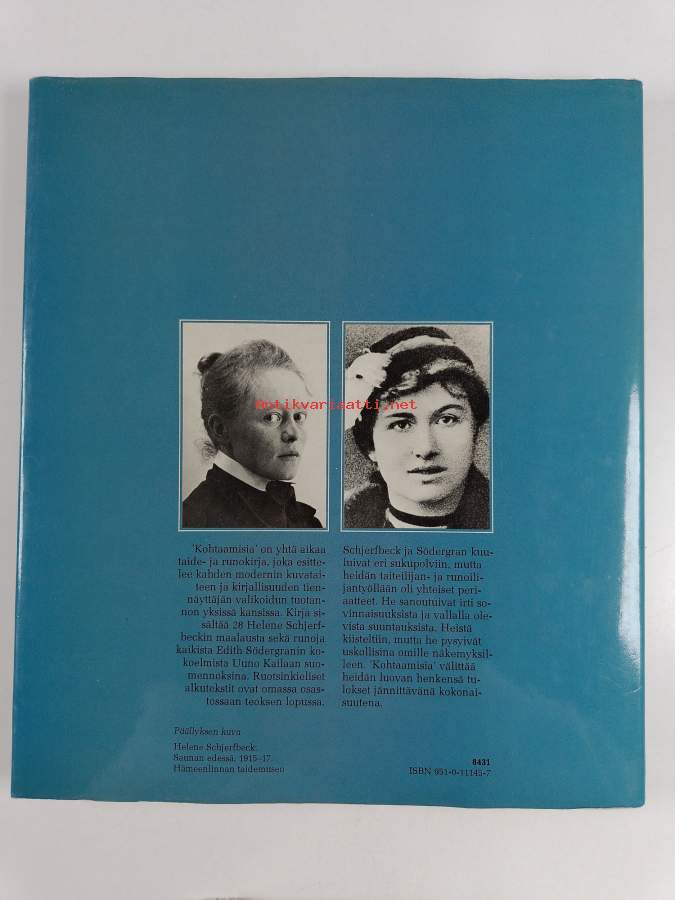 antikvarisatti.net
'Kohtaamisia' on yhtä aikaa
taide- ja runokirja, joka esitte-
lee kahden modernin kuvatai-
teen ja kirjallisuuden tien-
näyttäjän valikoidun tuotan-
non yksissä kansissa. Kirja si-
sältää 28 Helene Schjerf-
beckin maalausta sekä runoja
kaikista Edith Södergranin ko-
koelmista Uuno Kailaan suo-
mennoksina. Ruotsinkieliset
alkutekstit ovat omassa osas-
tossaan teoksen lopussa.
Schjerfbeck ja Södergran kuu-
luivat eri sukupolviin, mutta
heidän taiteilijan- ja runoili-
jantyöllään oli yhteiset peri-
aatteet. He sanoutuivat irti so-
vinnaisuuksista ja vallalla ole-
vista suuntauksista. Heistä
kiisteltiin, mutta he pysyivät
uskollisina omille näkemyksil-
leen. 'Kohtaamisia' välittää
heidän luovan henkensä tu-
lokset jännittävänä kokonai-
suutena.
Päällyksen kuva
Helene Schjerfbeck:
Saunan edessä, 1915–17.
Hämeenlinnan taidemuseo
8431
ISBN 951-0-11145-7